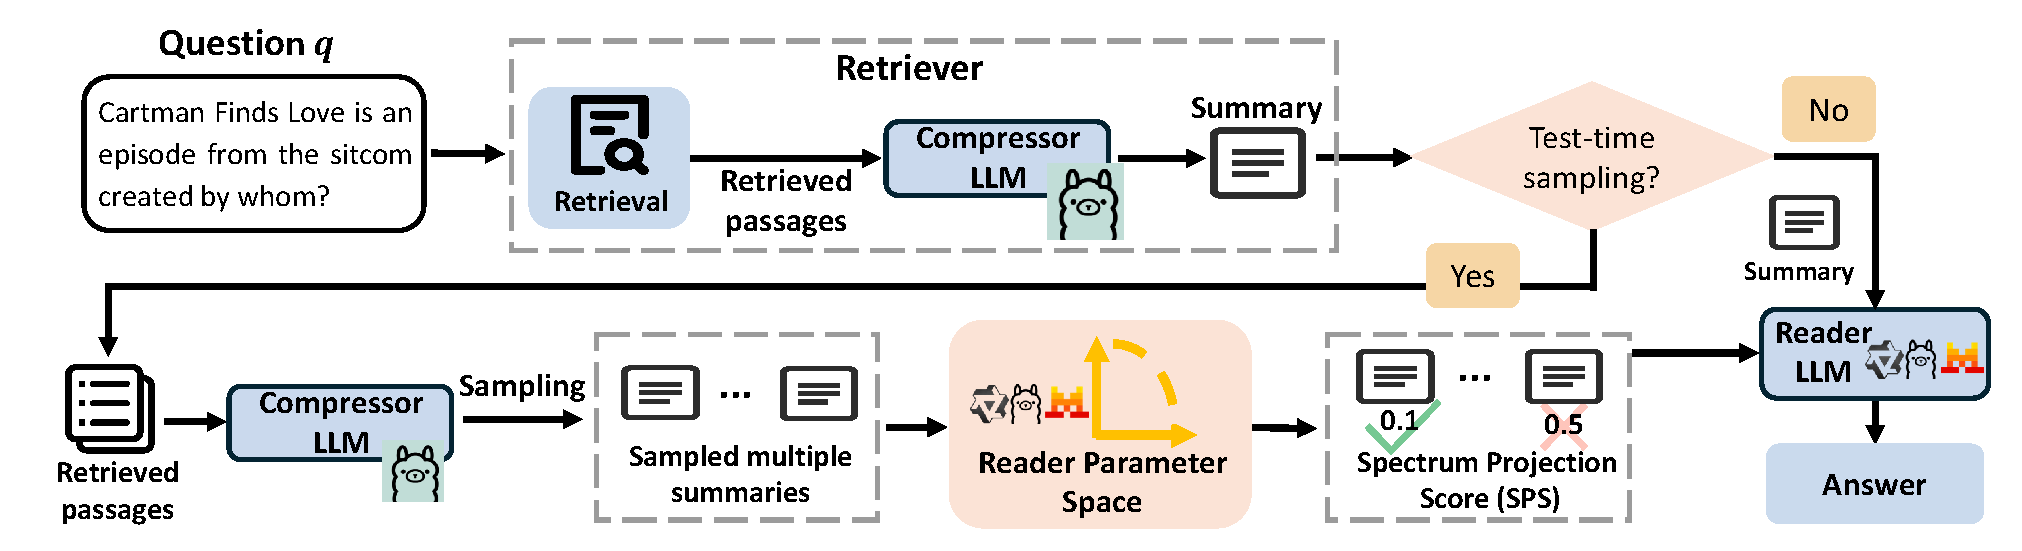 Question q
Cartman Finds Love is an
episode from the sitcom
created by whom?
Retriever
Retrieval
Retrieved
passages
Compressor
LLM
Summary
Test-time
sampling?
No
Yes
Summary
Retrieved
passages
Compressor
LLM
Sampling
...
Sampled multiple
summaries
Reader Parameter
Space
...
0.1
0.5
Spectrum Projection
Score (SPS)
Reader
LLM
Answer